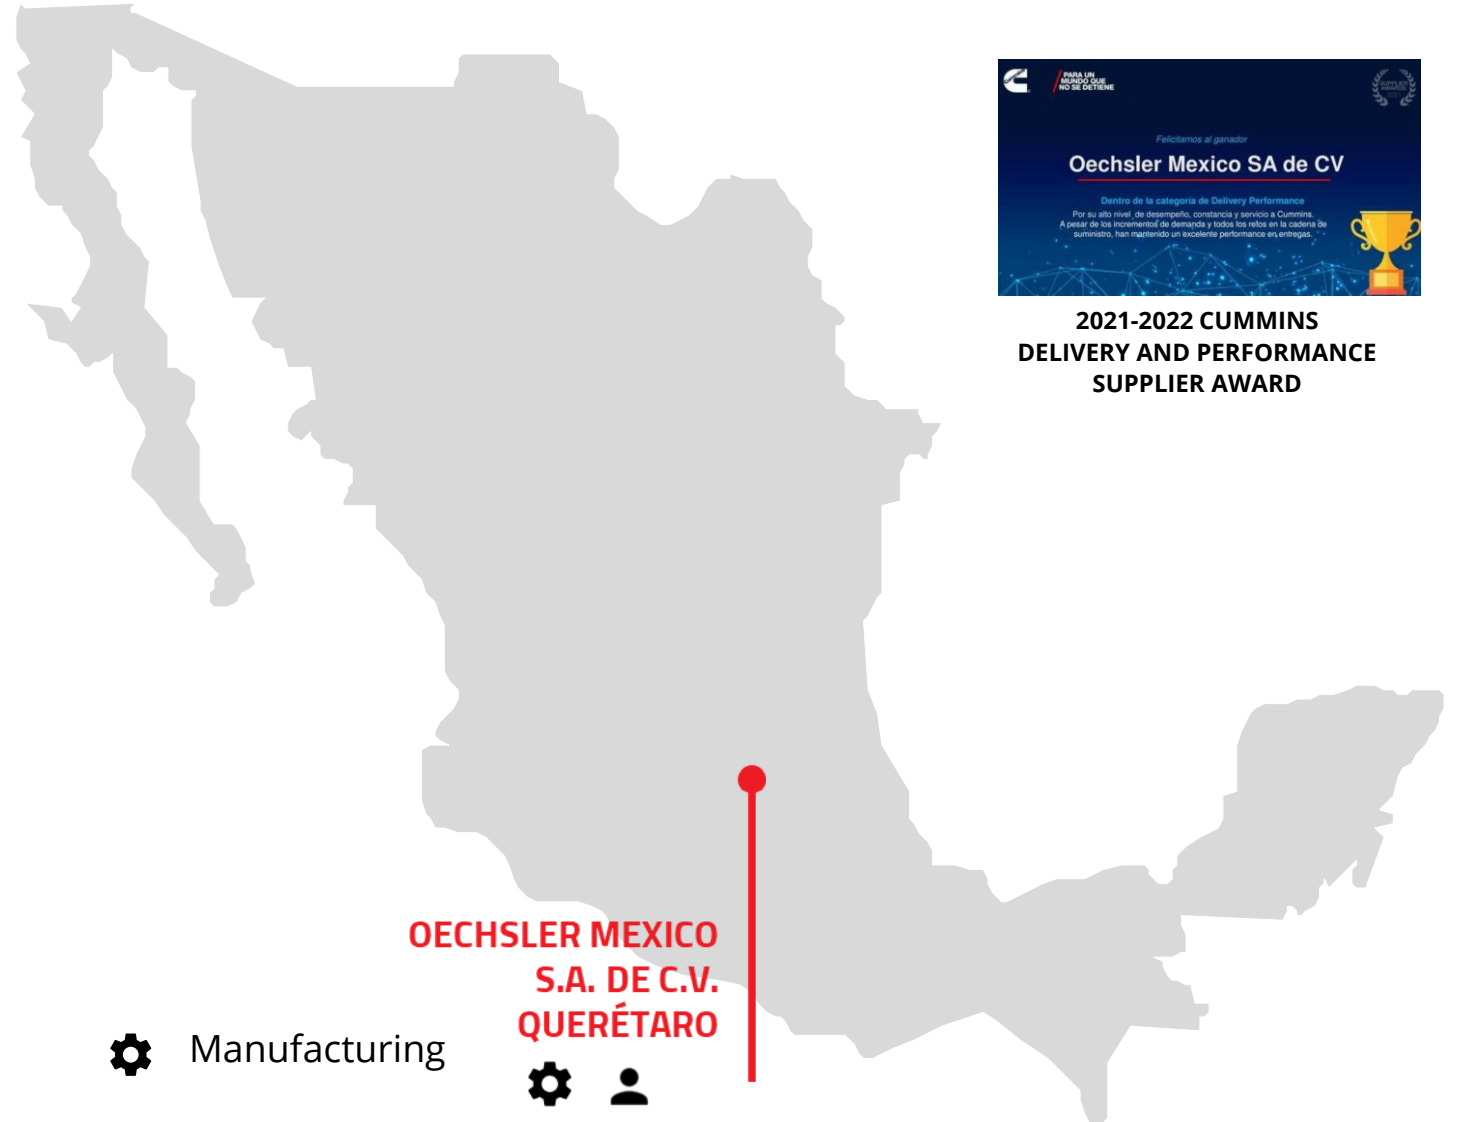 PARA UN
MUNDO QUE
NO SE DETIENE
SUPPLIER
AWARDS
2021
Felicitamos al ganador
Oechsler Mexico SA de CV
Dentro de la categoría de Delivery Performance
Por su alto nivel de desempeño, constancia y servicio a Cummins.
A pesar de los incrementos de demanda y todos los retos en la cadena de
suministro, han mantenido un excelente performance en entregas.
2021-2022 CUMMINS
DELIVERY AND PERFORMANCE
SUPPLIER AWARD
OECHSLER MEXICO
S.A. DE C.V.
QUERÉTARO
Manufacturing